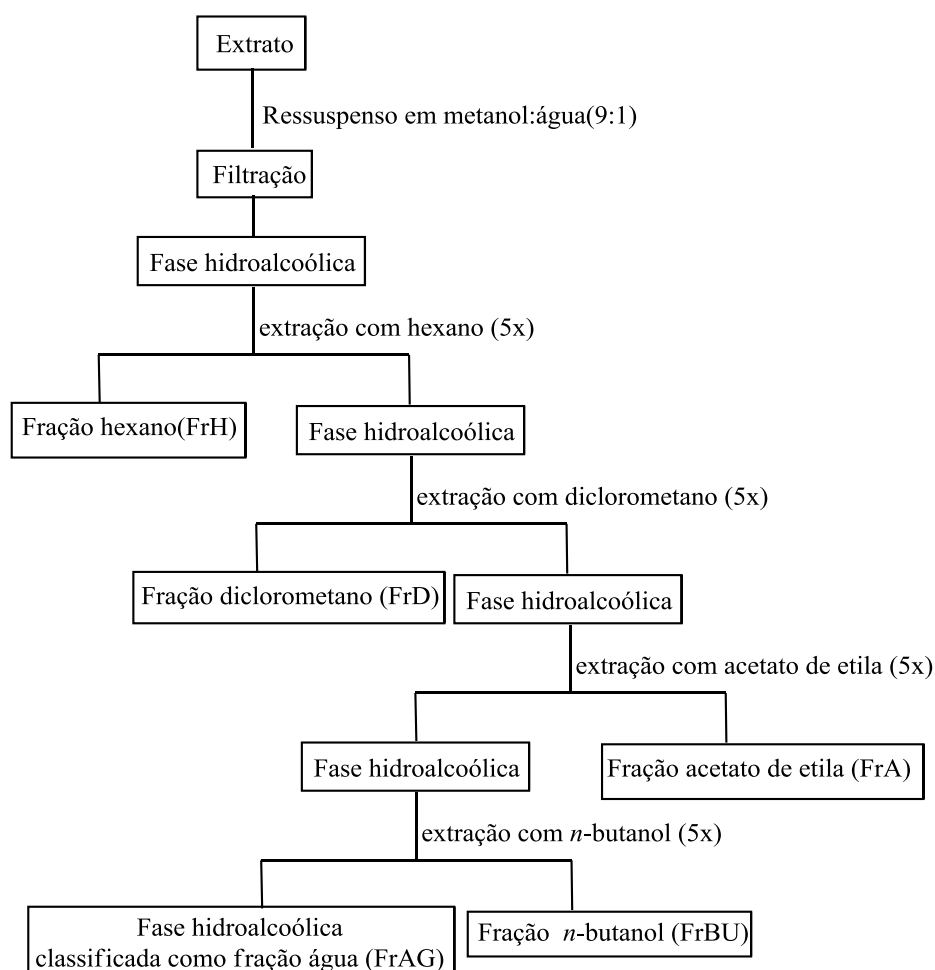 Extrato
Ressuspenso em metanol:água(9:1)
Filtração
Fase hidroalcoólica
extração com hexano (5x)
Fração hexano(FrH)
Fase hidroalcoólica
extração com diclorometano (5x)
Fração diclorometano (FrD)
Fase hidroalcoólica
extração com acetato de etila (5x)
Fase hidroalcoólica
Fração acetato de etila (FrA)
extração com n-butanol (5x)
Fase hidroalcoólica
classificada como fração água (FrAG)
Fração n-butanol (FrBU)